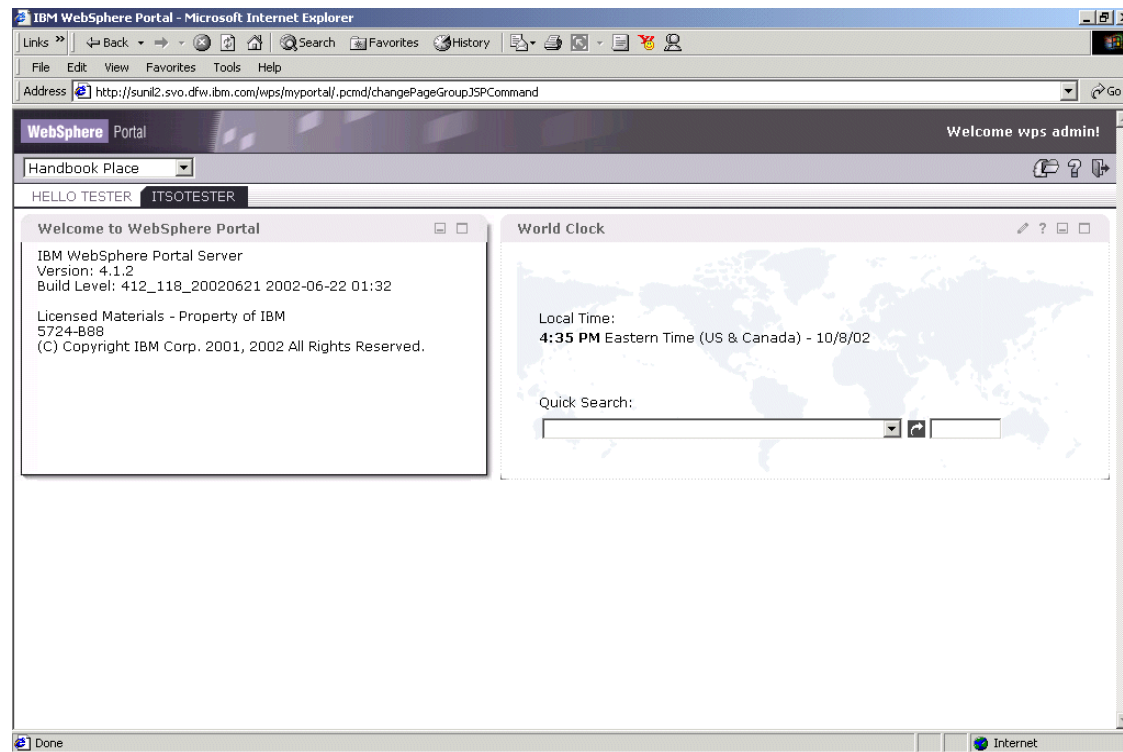 IBM WebSphere Portal - Microsoft Internet Explorer
Links » Back Search Favorites History
File Edit View Favorites Tools Help
Address http://sunil2.svo.dfw.ibm.com/wps/myportal/.pcmd/changePageGroupJSPCommand Go
WebSphere Portal Welcome wps admin!
Handbook Place ?
HELLO TESTER ITSOTESTER
Welcome to WebSphere Portal
IBM WebSphere Portal Server
Version: 4.1.2
Build Level: 412_118_20020621 2002-06-22 01:32
Licensed Materials - Property of IBM
5724-B88
(C) Copyright IBM Corp. 2001, 2002 All Rights Reserved.
World Clock ?
Local Time:
4:35 PM Eastern Time (US & Canada) - 10/8/02
Quick Search:
Done Internet